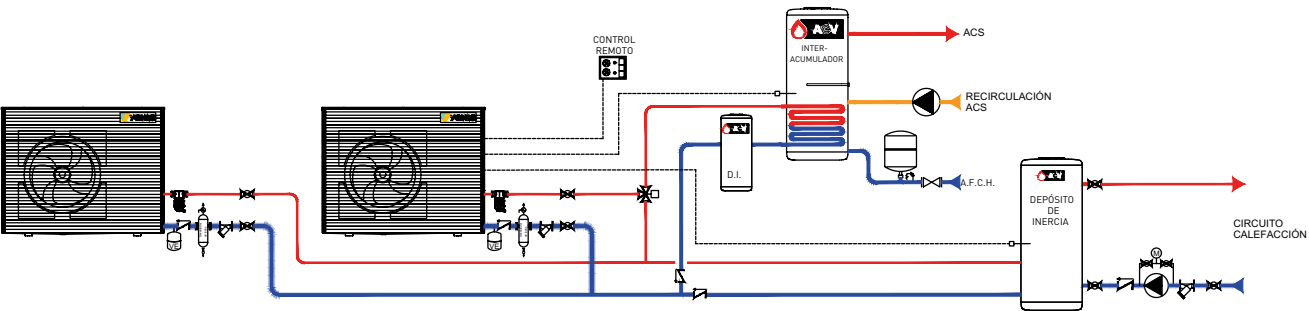 CONTROL
REMOTO
ACV
INTER-
ACUMULADOR
ACS
RECIRCULACIÓN
ACS
ACV
D.I.
A.F.C.H.
ACV
DEPÓSITO
DE
INERCIA
CIRCUITO
CALEFACCIÓN
M
VE
VE